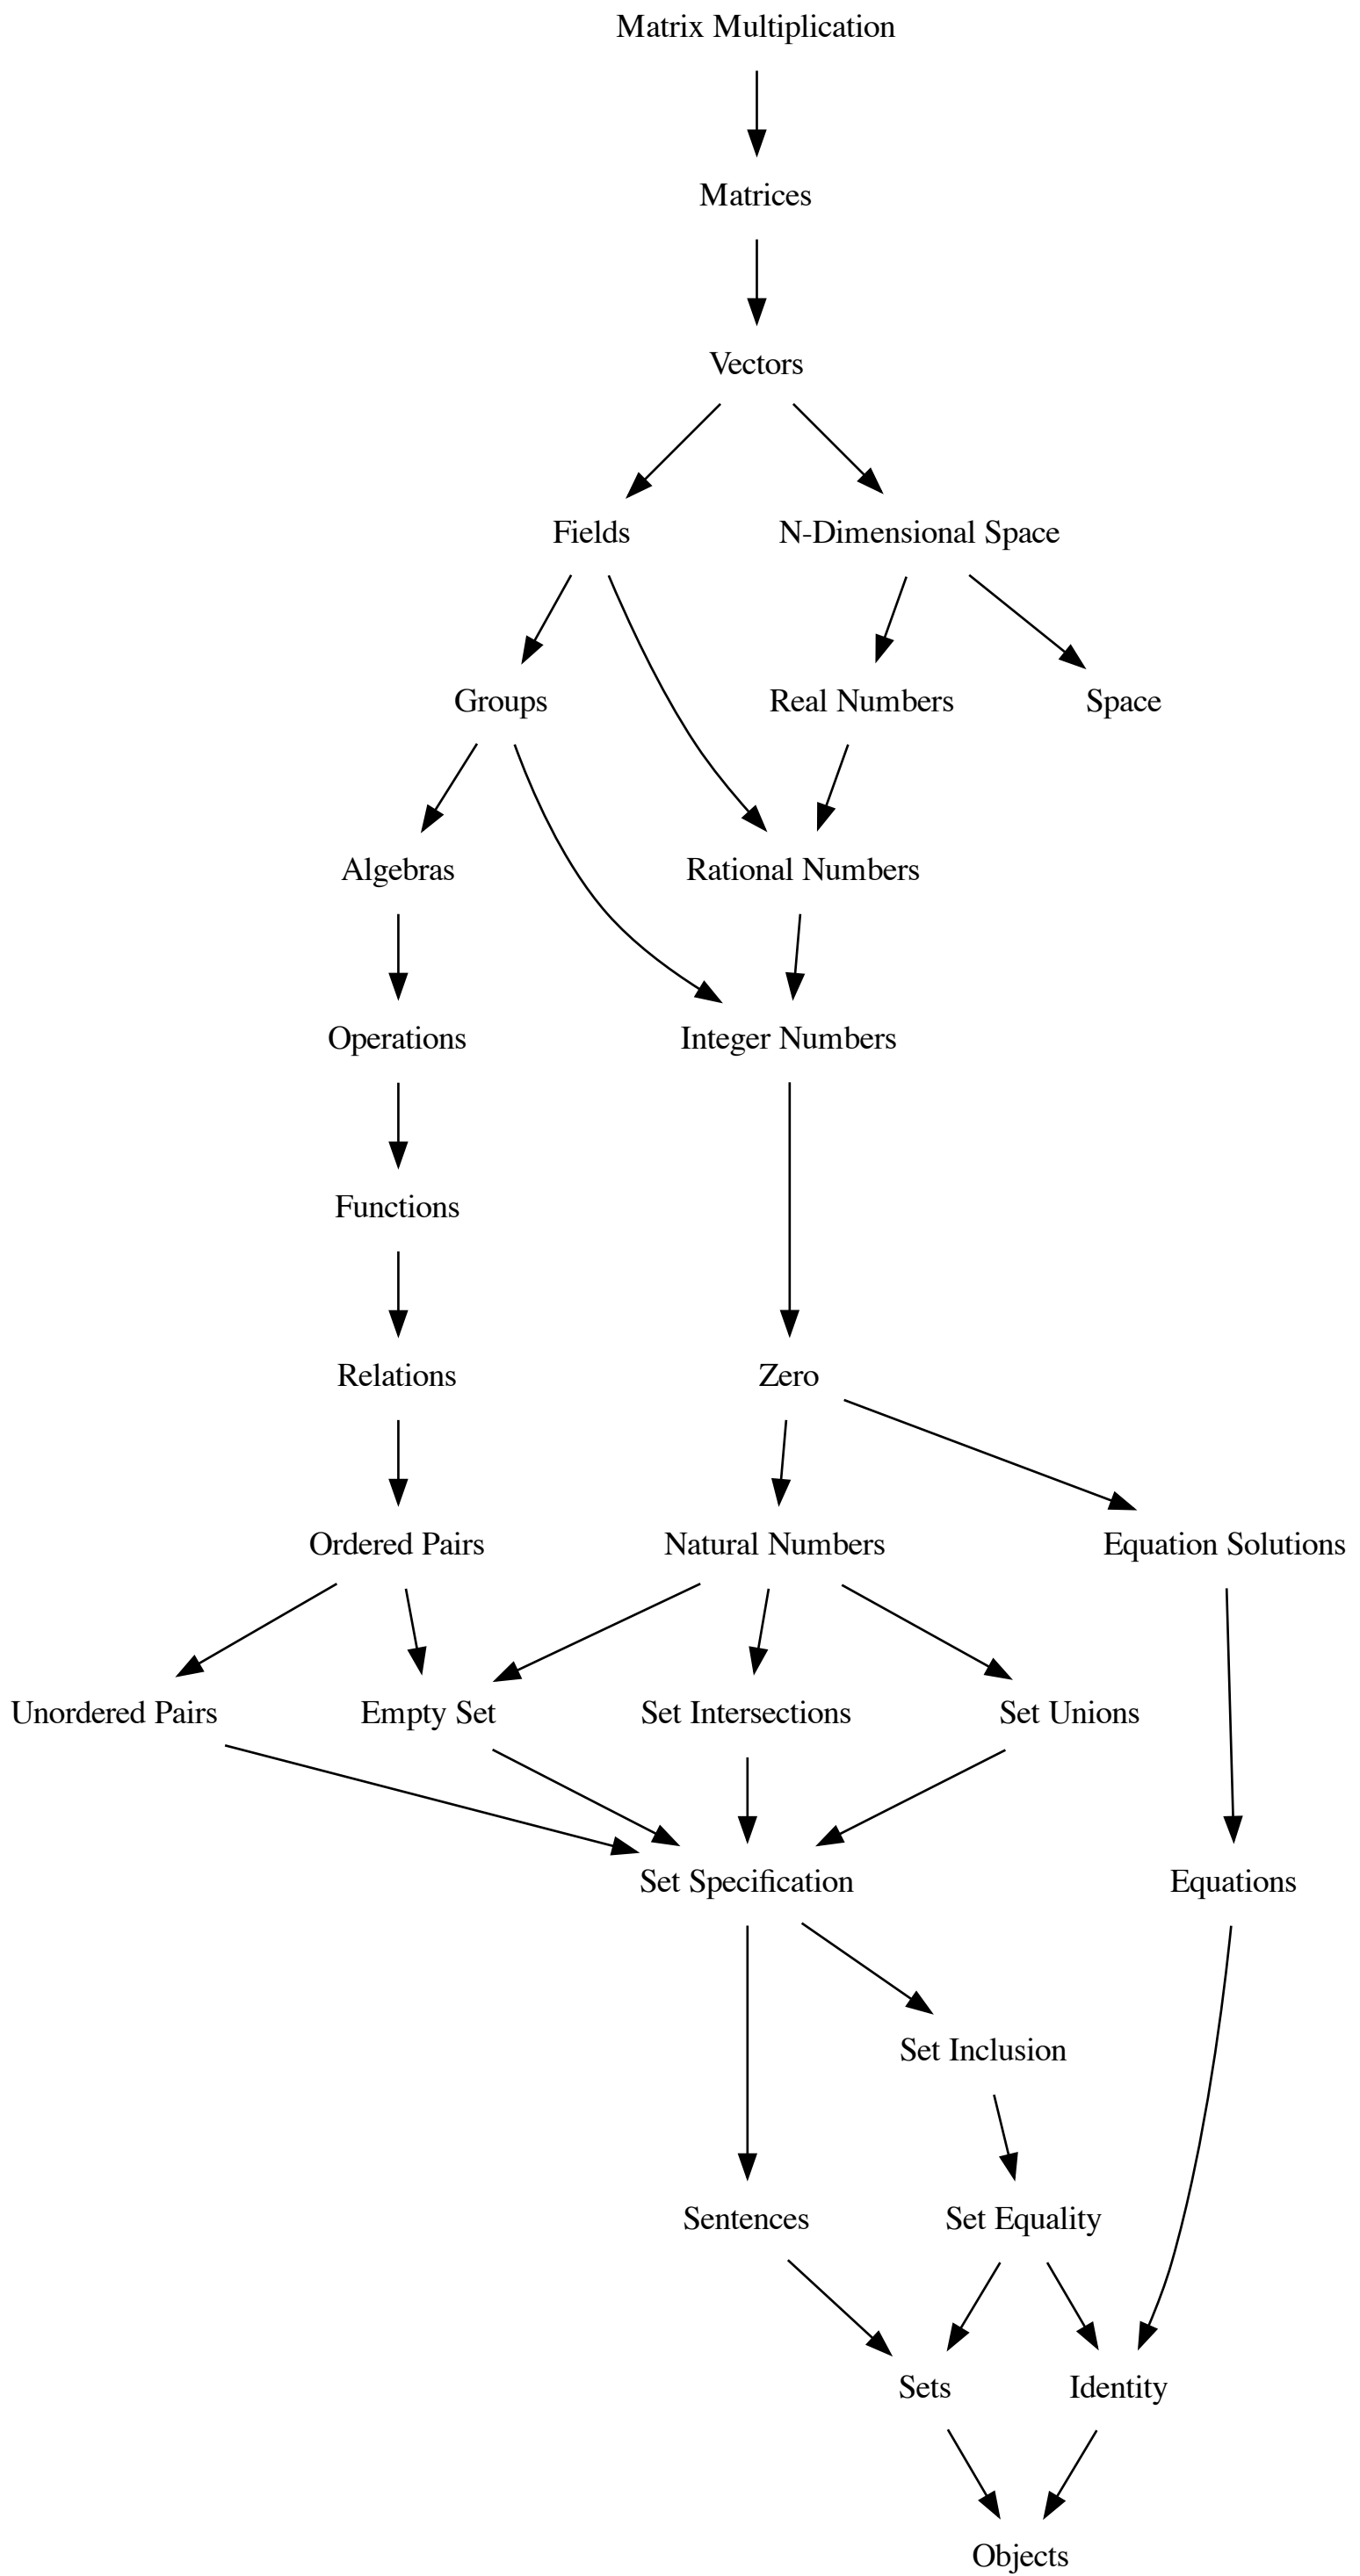 Matrix Multiplication
Matrices
Vectors
Fields
N-Dimensional Space
Groups
Real Numbers
Space
Algebras
Rational Numbers
Operations
Integer Numbers
Functions
Relations
Zero
Ordered Pairs
Natural Numbers
Equation Solutions
Unordered Pairs
Empty Set
Set Intersections
Set Unions
Set Specification
Equations
Set Inclusion
Sentences
Set Equality
Sets
Identity
Objects